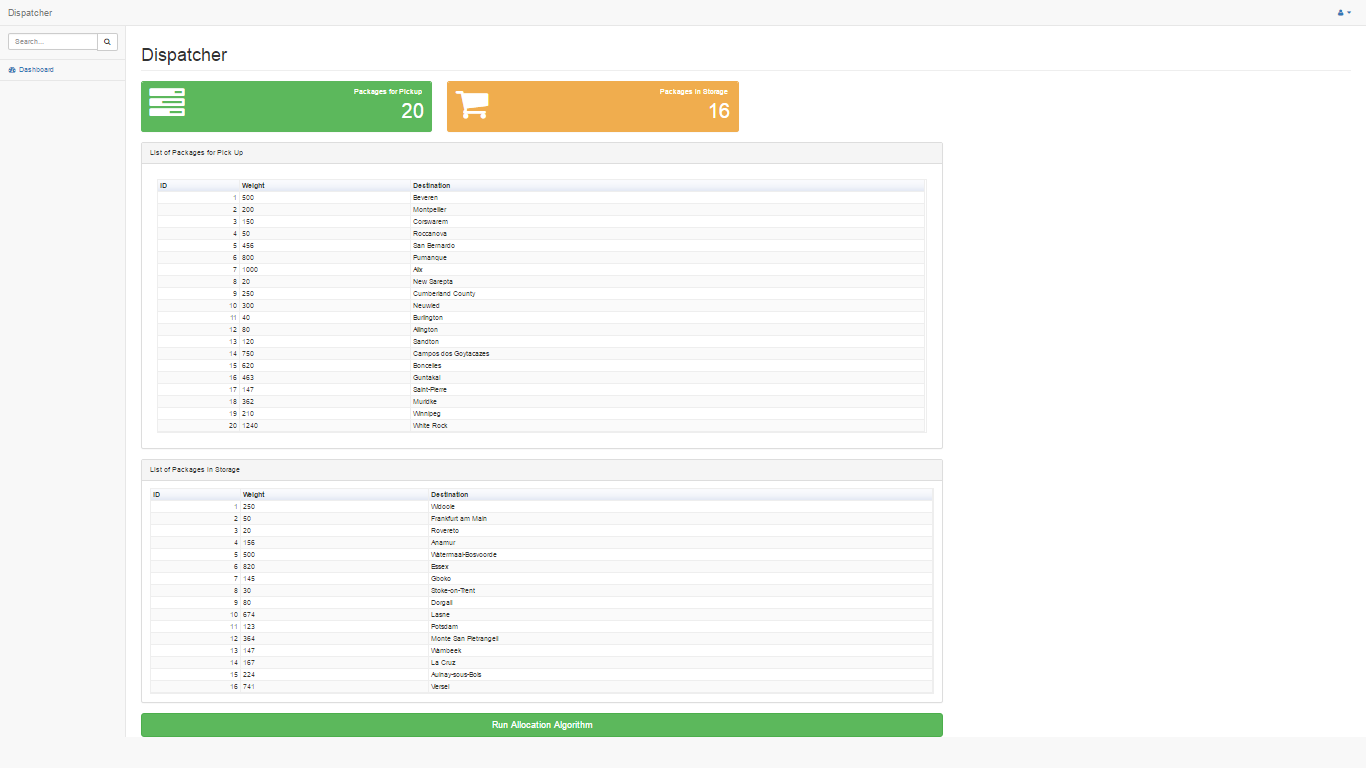 Dispatcher
Search...
Dashboard
Dispatcher
Packages for Pickup
20
Packages in Storage
16
List of Packages for Pick Up
ID Weight Destination
1 500 Beveren
2 200 Montpellier
3 150 Corswarem
4 50 Roccanova
5 456 San Bernardo
6 800 Pumanque
7 1000 Aix
8 20 New Sarepta
9 250 Cumberland County
10 300 Neuwied
11 40 Burlington
12 80 Alington
13 120 Sandton
14 750 Campos dos Goytacazes
15 620 Boncelles
16 463 Guntakal
17 147 Saint-Pierre
18 362 Muridke
19 210 Winnipeg
20 1240 White Rock
List of Packages in Storage
ID Weight Destination
1 250 Widooie
2 50 Frankfurt am Main
3 20 Rovereto
4 156 Anamur
5 500 Watermaal-Bosvoorde
6 820 Essex
7 145 Gboko
8 30 Stoke-on-Trent
9 80 Dorgali
10 674 Lasne
11 123 Potsdam
12 364 Monte San Pietrangeli
13 147 Wambeek
14 167 La Cruz
15 224 Aulnay-sous-Bois
16 741 Versel
Run Allocation Algorithm